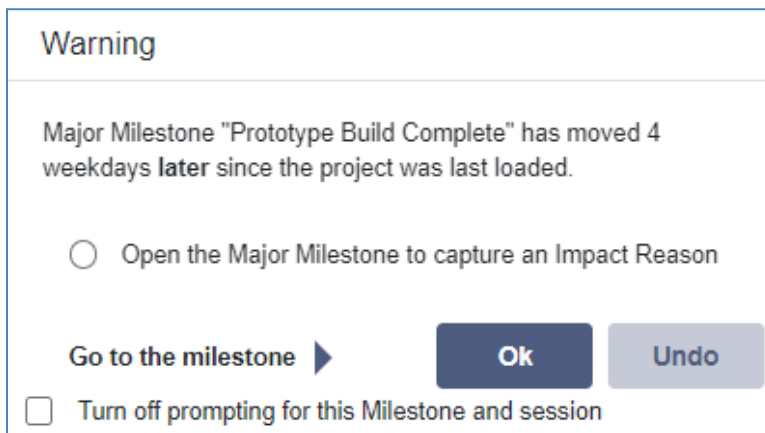 Warning
Major Milestone "Prototype Build Complete" has moved 4
weekdays later since the project was last loaded.
Open the Major Milestone to capture an Impact Reason
Go to the milestone Ok Undo
Turn off prompting for this Milestone and session